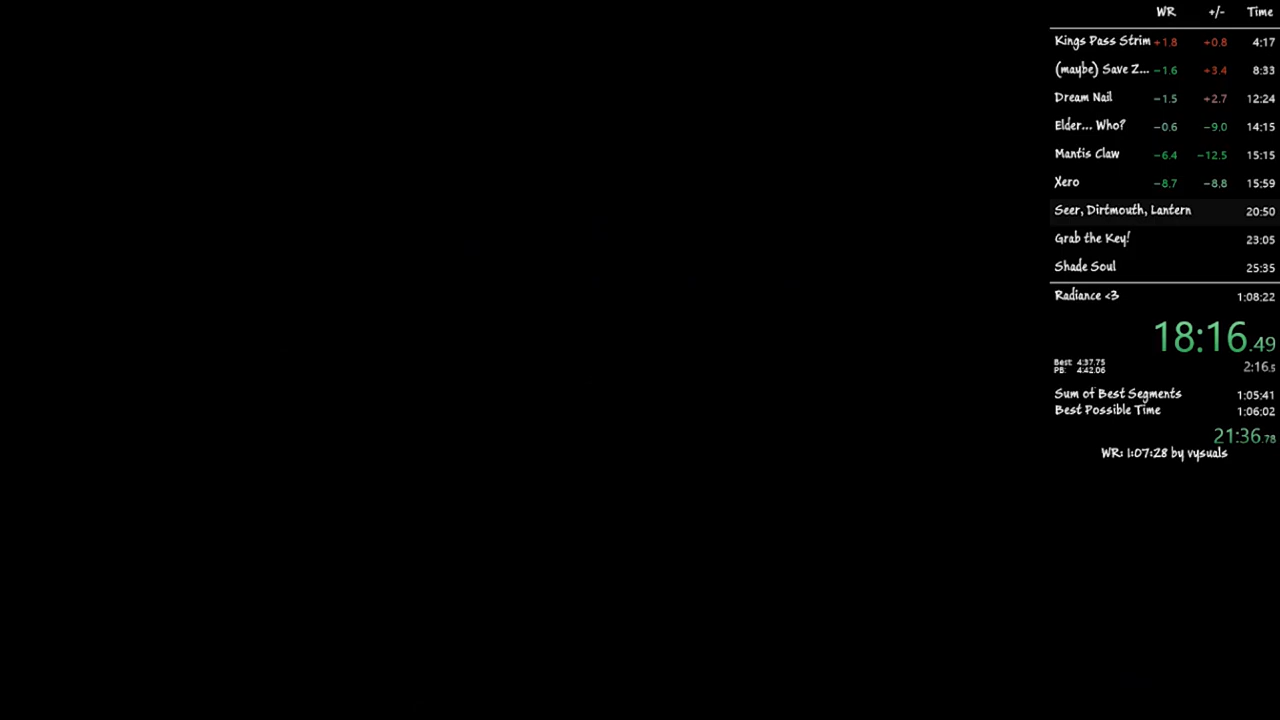 WR +/- Time
Kings Pass Strim +1.8 +0.8 4:17
(maybe) Save Z... −1.6 +3.4 8:33
Dream Nail −1.5 +2.7 12:24
Elder... Who? −0.6 −9.0 14:15
Mantis Claw −6.4 −12.5 15:15
Xero −8.7 −8.8 15:59
Seer, Dirtmouth, Lantern 20:50
Grab the Key! 23:05
Shade Soul 25:35
Radiance <3 1:08:22
18:16.49
Best: 4:37.75 2:16.5
PB: 4:42.06
Sum of Best Segments 1:05:41
Best Possible Time 1:06:02
21:36.78
WR: 1:07:28 by vysuals